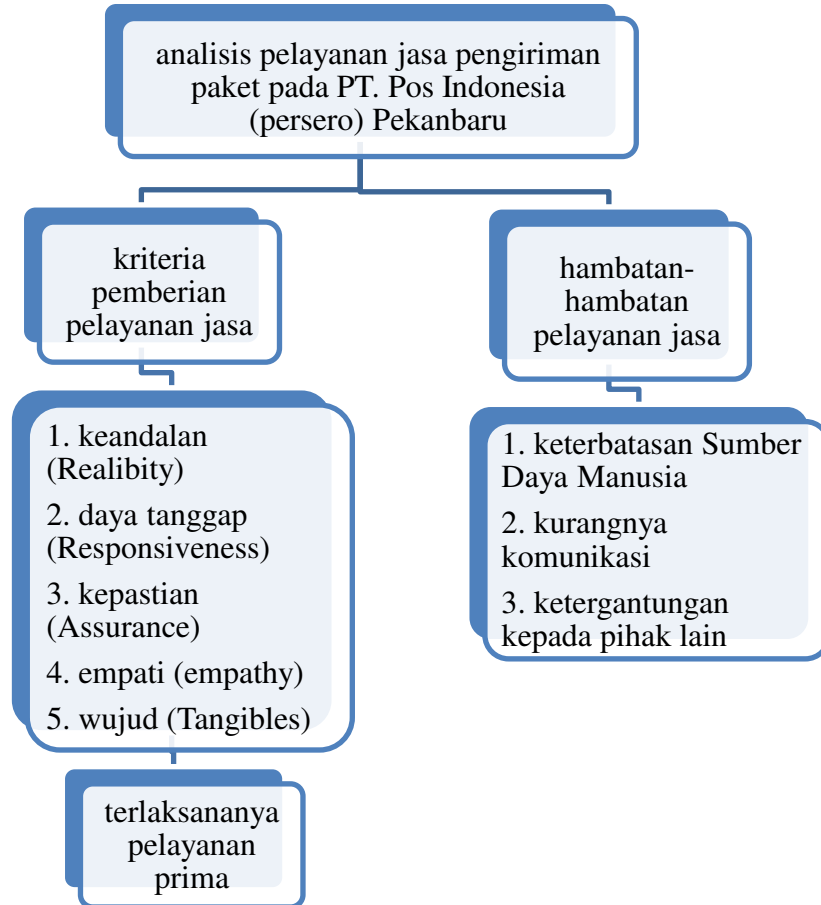 analisis pelayanan jasa pengiriman
paket pada PT. Pos Indonesia
(persero) Pekanbaru
kriteria
pemberian
pelayanan jasa
hambatan-
hambatan
pelayanan jasa
1. keandalan
(Realibity)
2. daya tanggap
(Responsiveness)
3. kepastian
(Assurance)
4. empati (empathy)
5. wujud (Tangibles)
1. keterbatasan Sumber
Daya Manusia
2. kurangnya
komunikasi
3. ketergantungan
kepada pihak lain
terlaksananya
pelayanan
prima